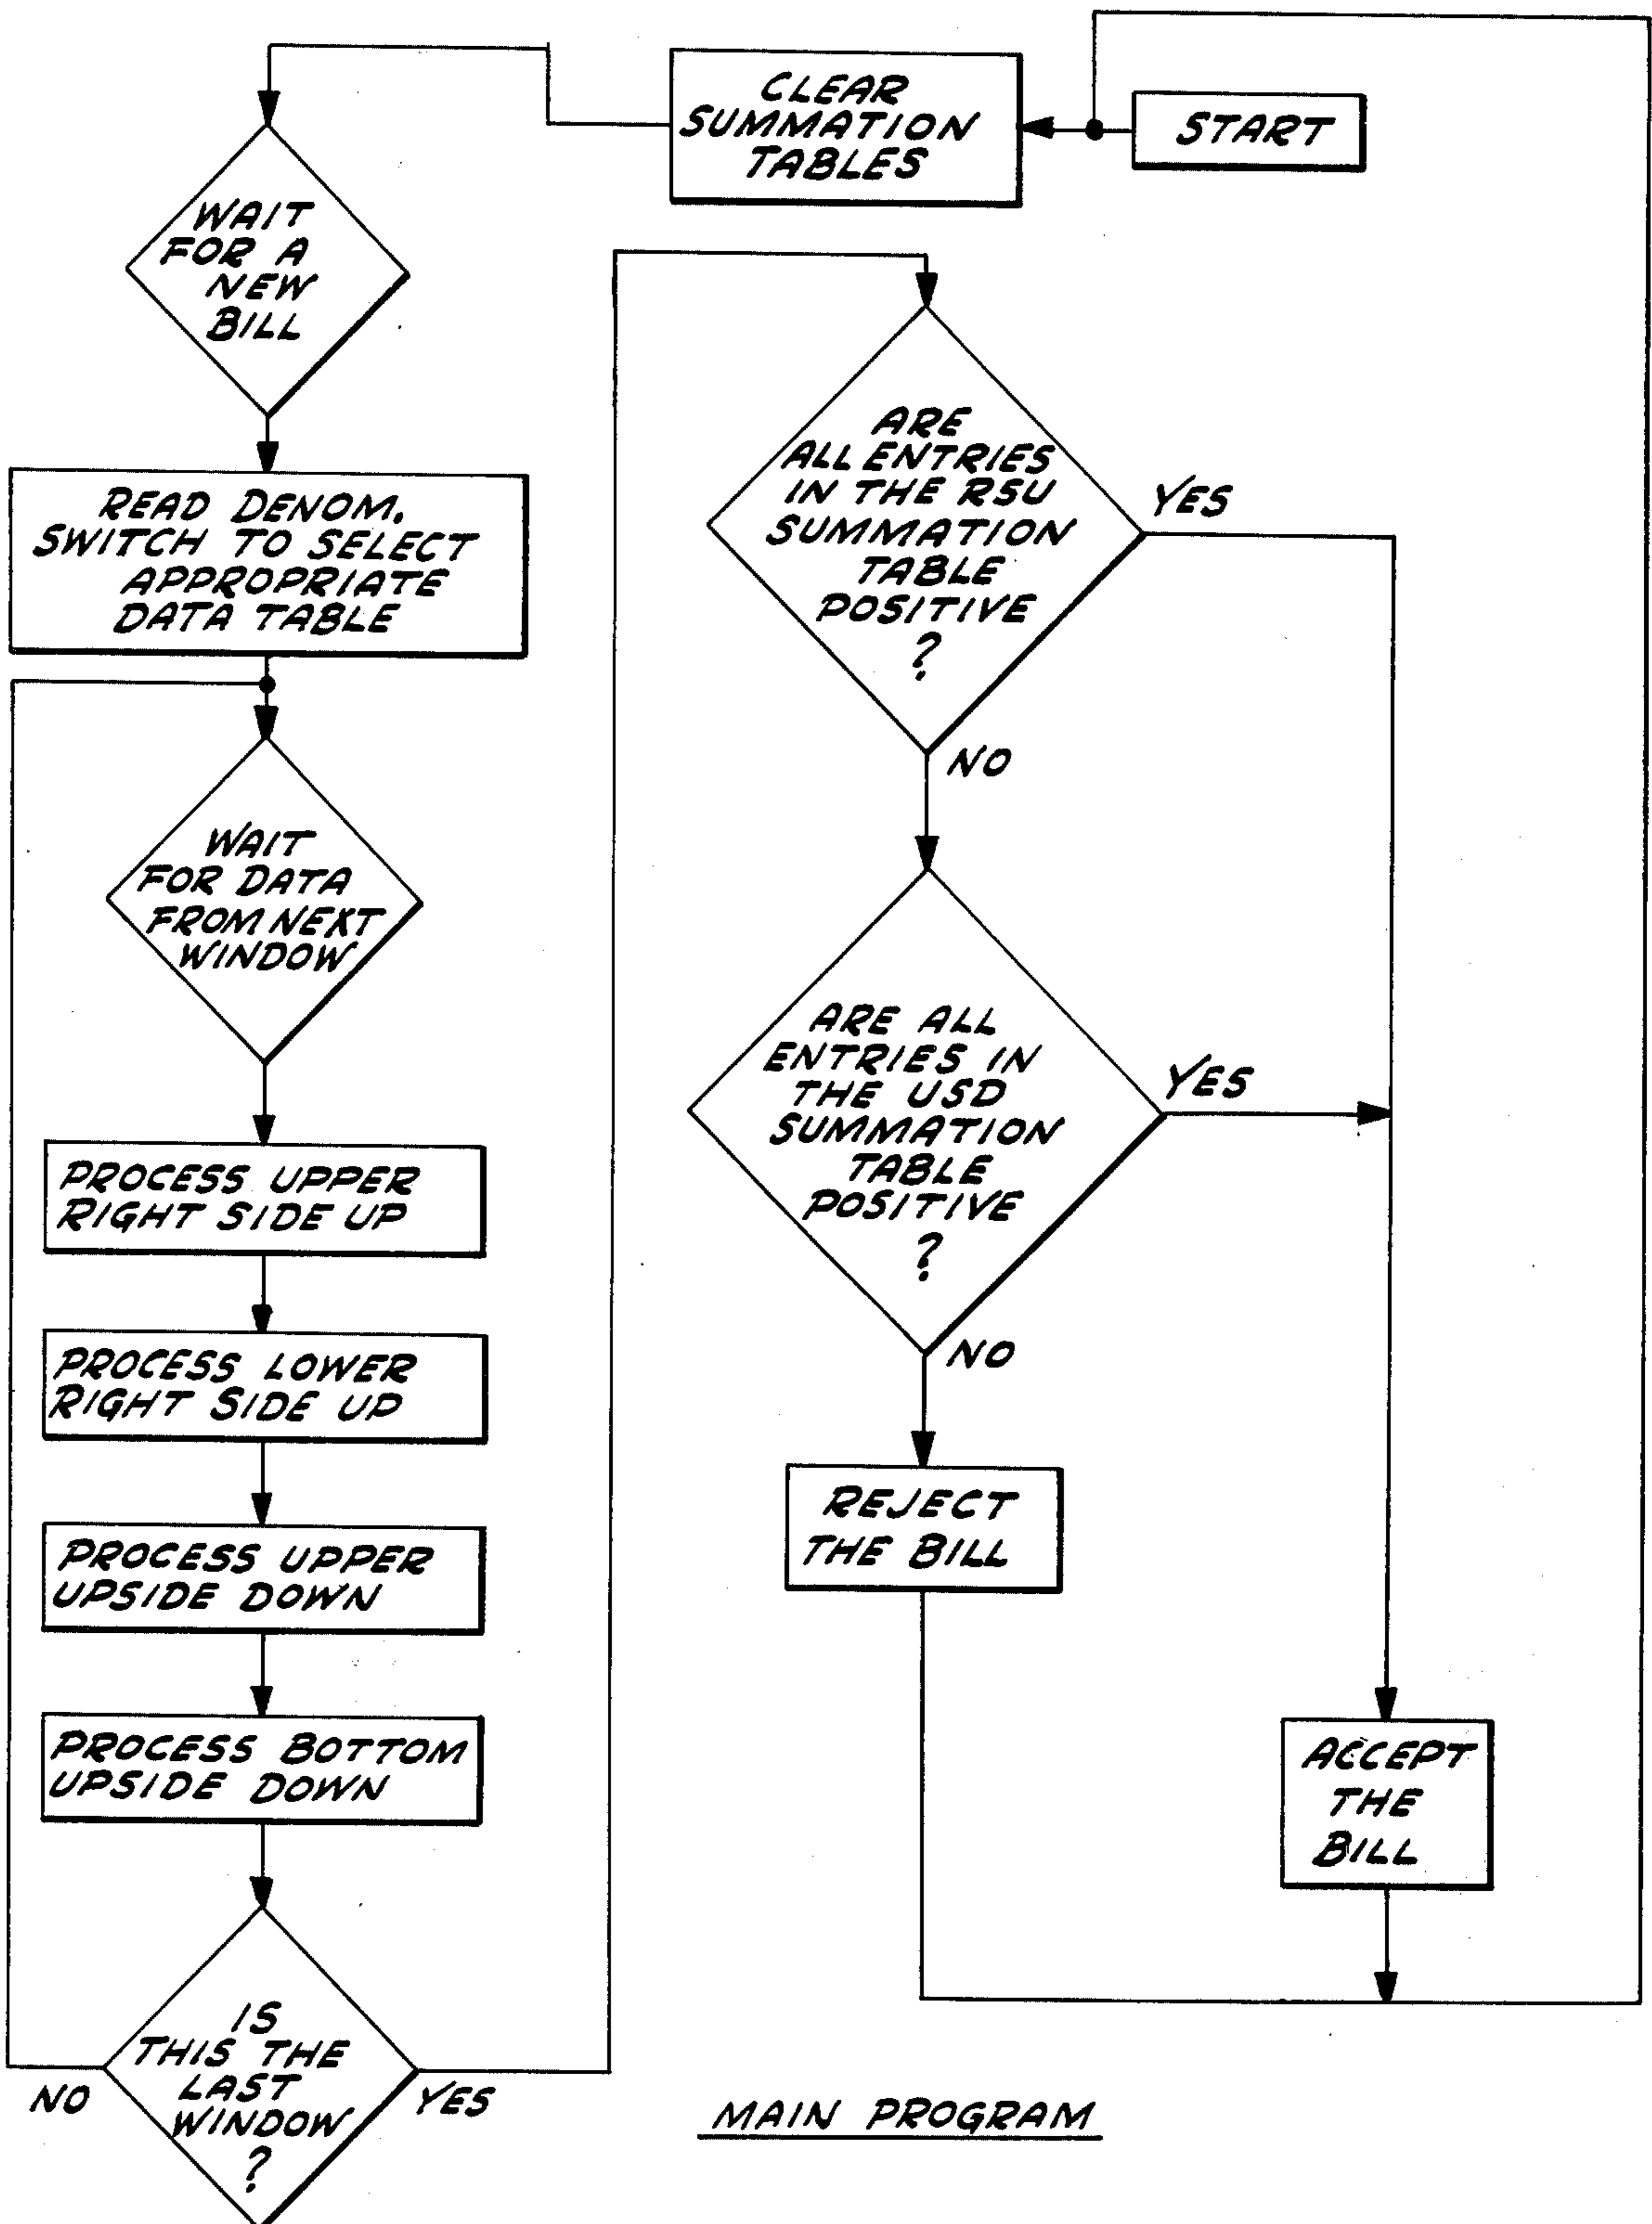 START
CLEAR
SUMMATION
TABLES
WAIT
FOR A
NEW
BILL
READ DENOM.
SWITCH TO SELECT
APPROPRIATE
DATA TABLE
WAIT
FOR DATA
FROM NEXT
WINDOW
PROCESS UPPER
RIGHT SIDE UP
PROCESS LOWER
RIGHT SIDE UP
PROCESS UPPER
UPSIDE DOWN
PROCESS BOTTOM
UPSIDE DOWN
IS
THIS THE
LAST
WINDOW
?
NO
YES
ARE
ALL ENTRIES
IN THE RSU
SUMMATION
TABLE
POSITIVE
?
YES
NO
ARE ALL
ENTRIES IN
THE USD
SUMMATION
TABLE
POSITIVE
?
YES
NO
REJECT
THE BILL
ACCEPT
THE
BILL
MAIN PROGRAM